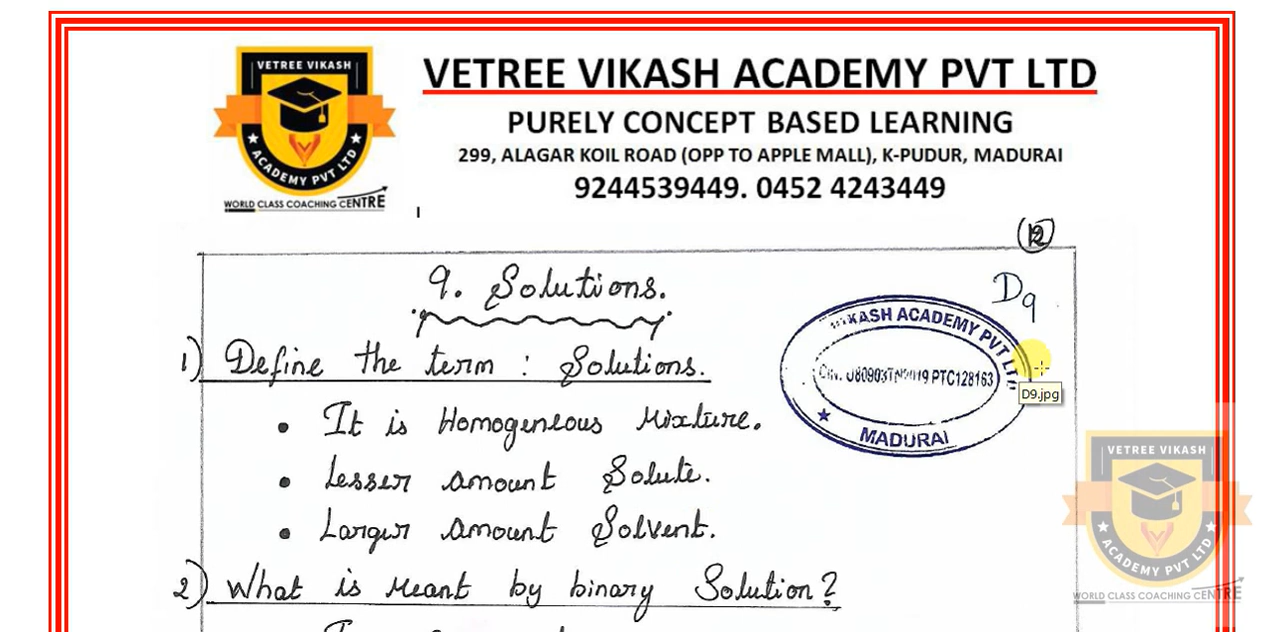 VETREE VIKASH
ACADEMY PVT LTD
WORLD CLASS COACHING CENTRE
VETREE VIKASH ACADEMY PVT LTD
PURELY CONCEPT BASED LEARNING
299, ALAGAR KOIL ROAD (OPP TO APPLE MALL), K-PUDUR, MADURAI
9244539449. 0452 4243449
12
9. Solutions.
D9
VIKASH ACADEMY PVT LTD
U80903TN2019 PTC128163
MADURAI
D9.jpg
1) Define the term : Solutions.
• It is Homogeneous Mixture.
• Lesser amount Solute.
• Larger amount Solvent.
2) What is meant by binary Solution?
VETREE VIKASH
ACADEMY PVT LTD
WORLD CLASS COACHING CENTRE